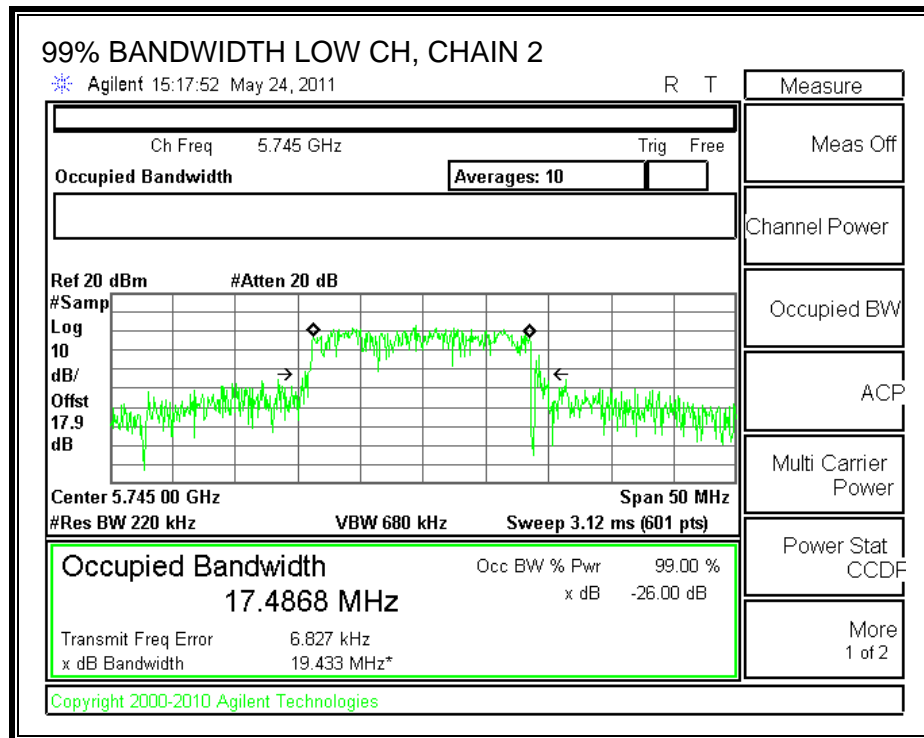 99% BANDWIDTH LOW CH, CHAIN 2
Agilent 15:17:52 May 24, 2011 R T
Measure
Ch Freq 5.745 GHz Trig Free
Meas Off
Occupied Bandwidth Averages: 10
Channel Power
Ref 20 dBm #Atten 20 dB
#Samp
Log
10
dB/
Offst
17.9
dB
Occupied BW
ACP
Multi Carrier
Power
Center 5.745 00 GHz Span 50 MHz
#Res BW 220 kHz VBW 680 kHz Sweep 3.12 ms (601 pts)
Power Stat
CCDF
Occupied Bandwidth Occ BW % Pwr 99.00 %
17.4868 MHz x dB -26.00 dB
Transmit Freq Error 6.827 kHz
x dB Bandwidth 19.433 MHz*
More
1 of 2
Copyright 2000-2010 Agilent Technologies